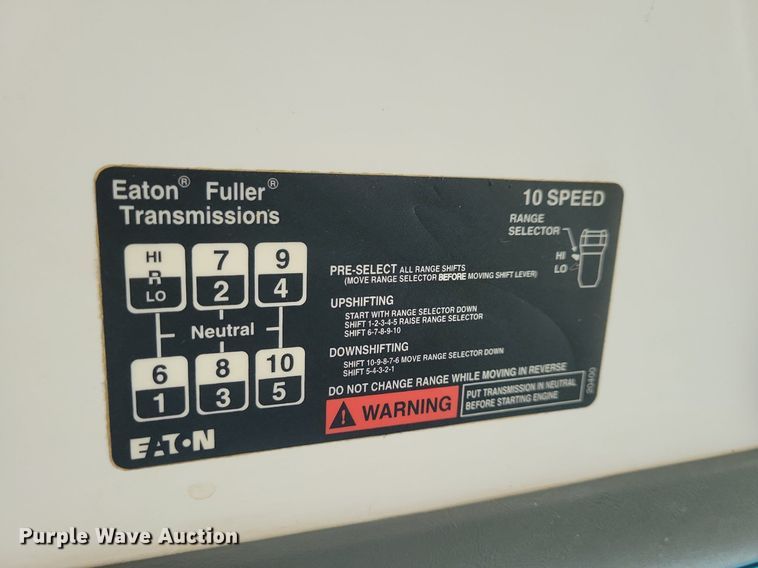 Eaton® Fuller®
Transmissions
10 SPEED
RANGE
SELECTOR
HI
LO
HI
R
LO
7
2
9
4
Neutral
6
1
8
3
10
5
PRE-SELECT ALL RANGE SHIFTS
(MOVE RANGE SELECTOR BEFORE MOVING SHIFT LEVER)
UPSHIFTING
START WITH RANGE SELECTOR DOWN
SHIFT 1-2-3-4-5 RAISE RANGE SELECTOR
SHIFT 6-7-8-9-10
DOWNSHIFTING
SHIFT 10-9-8-7-6 MOVE RANGE SELECTOR DOWN
SHIFT 5-4-3-2-1
DO NOT CHANGE RANGE WHILE MOVING IN REVERSE
WARNING
PUT TRANSMISSION IN NEUTRAL
BEFORE STARTING ENGINE
20400
EATON
Purple Wave Auction
Purple Wave Auction